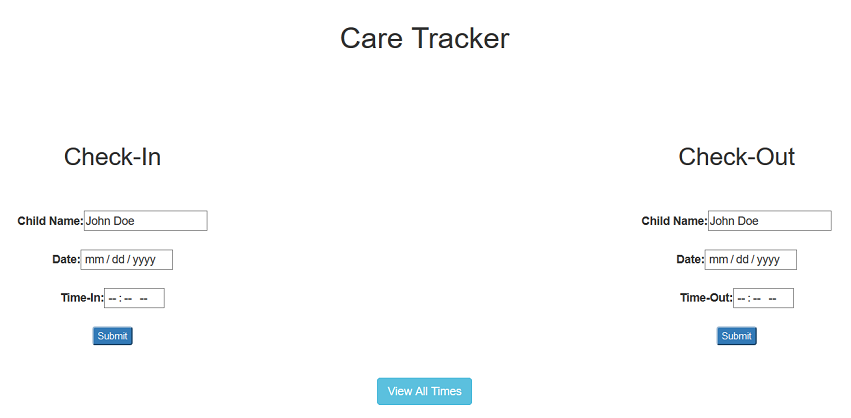 Care Tracker
Check-In
Child Name: John Doe
Date: mm / dd / yyyy
Time-In: -- : -- --
Submit
Check-Out
Child Name: John Doe
Date: mm / dd / yyyy
Time-Out: -- : -- --
Submit
View All Times